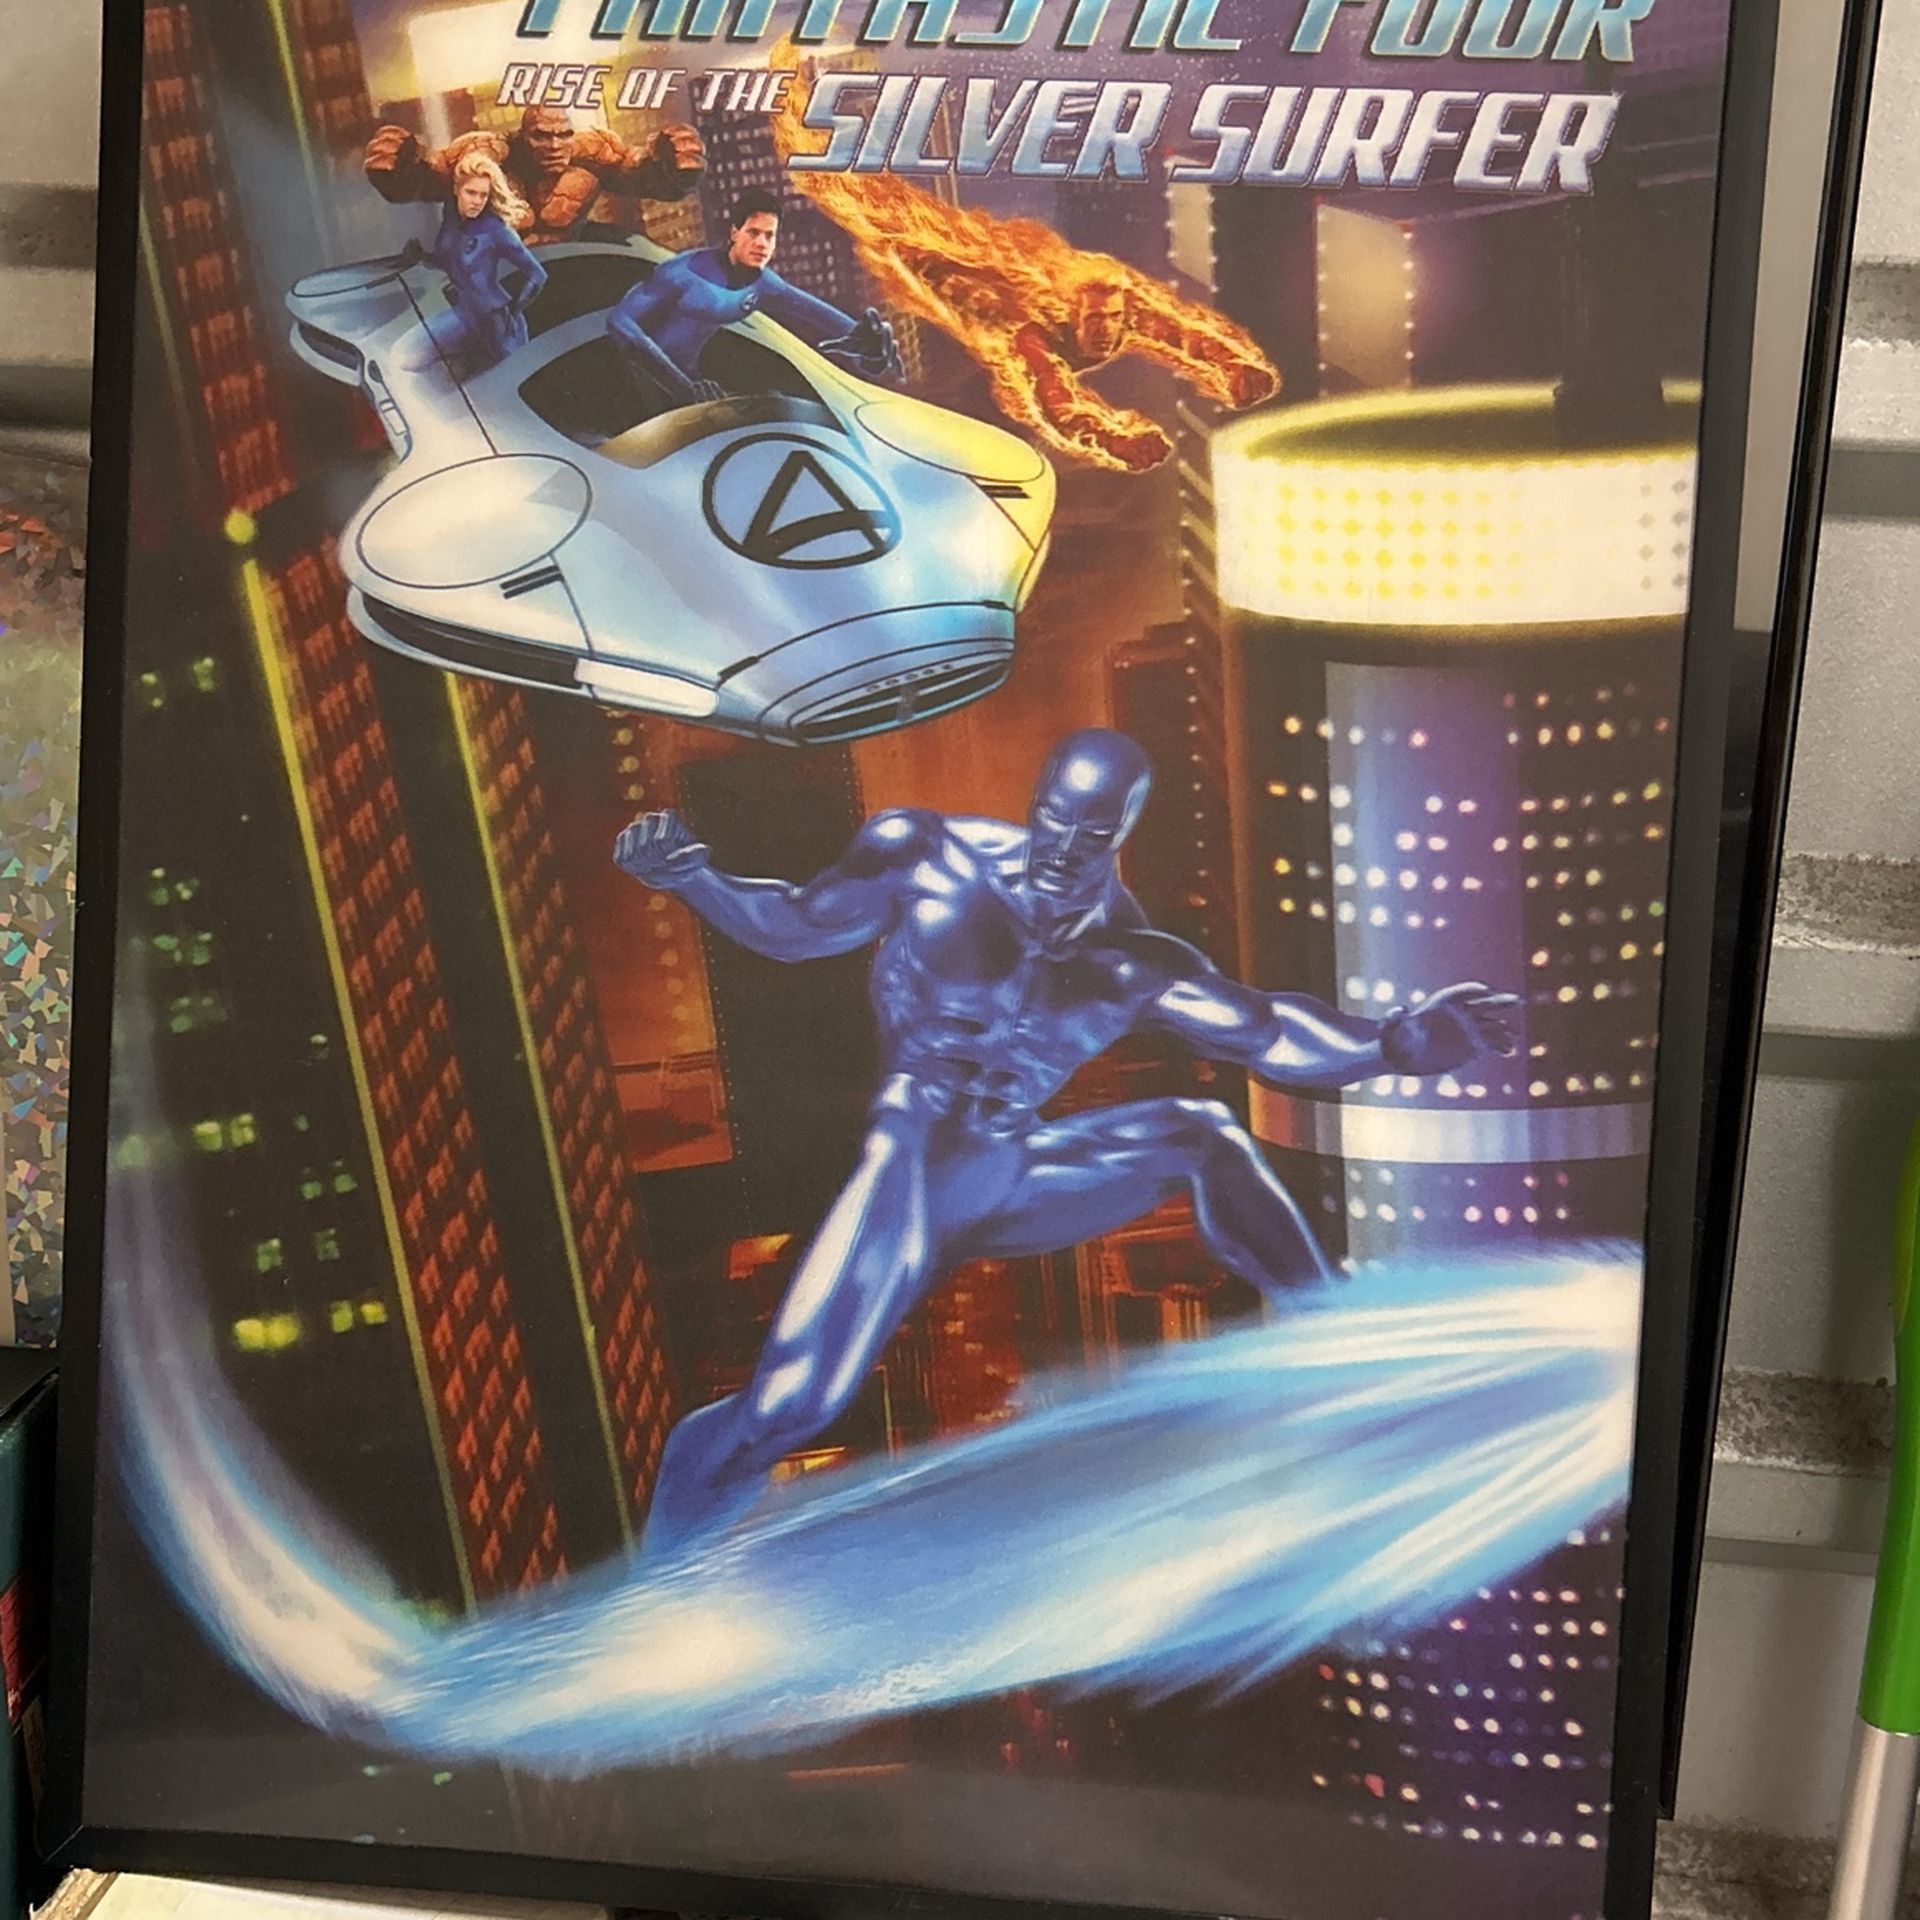 FANTASTIC FOUR
RISE OF THE SILVER SURFER